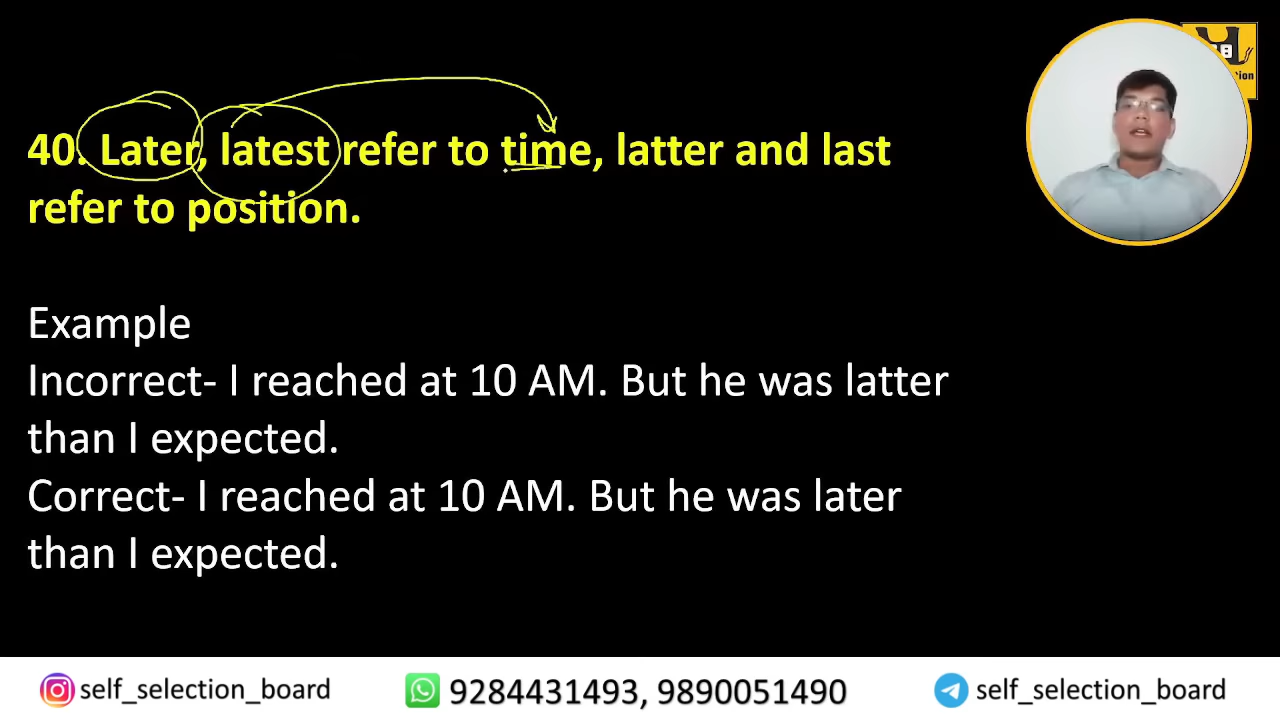 40. Later, latest refer to time, latter and last
refer to position.
Example
Incorrect- I reached at 10 AM. But he was latter
than I expected.
Correct- I reached at 10 AM. But he was later
than I expected.
self_selection_board
9284431493, 9890051490
self_selection_board